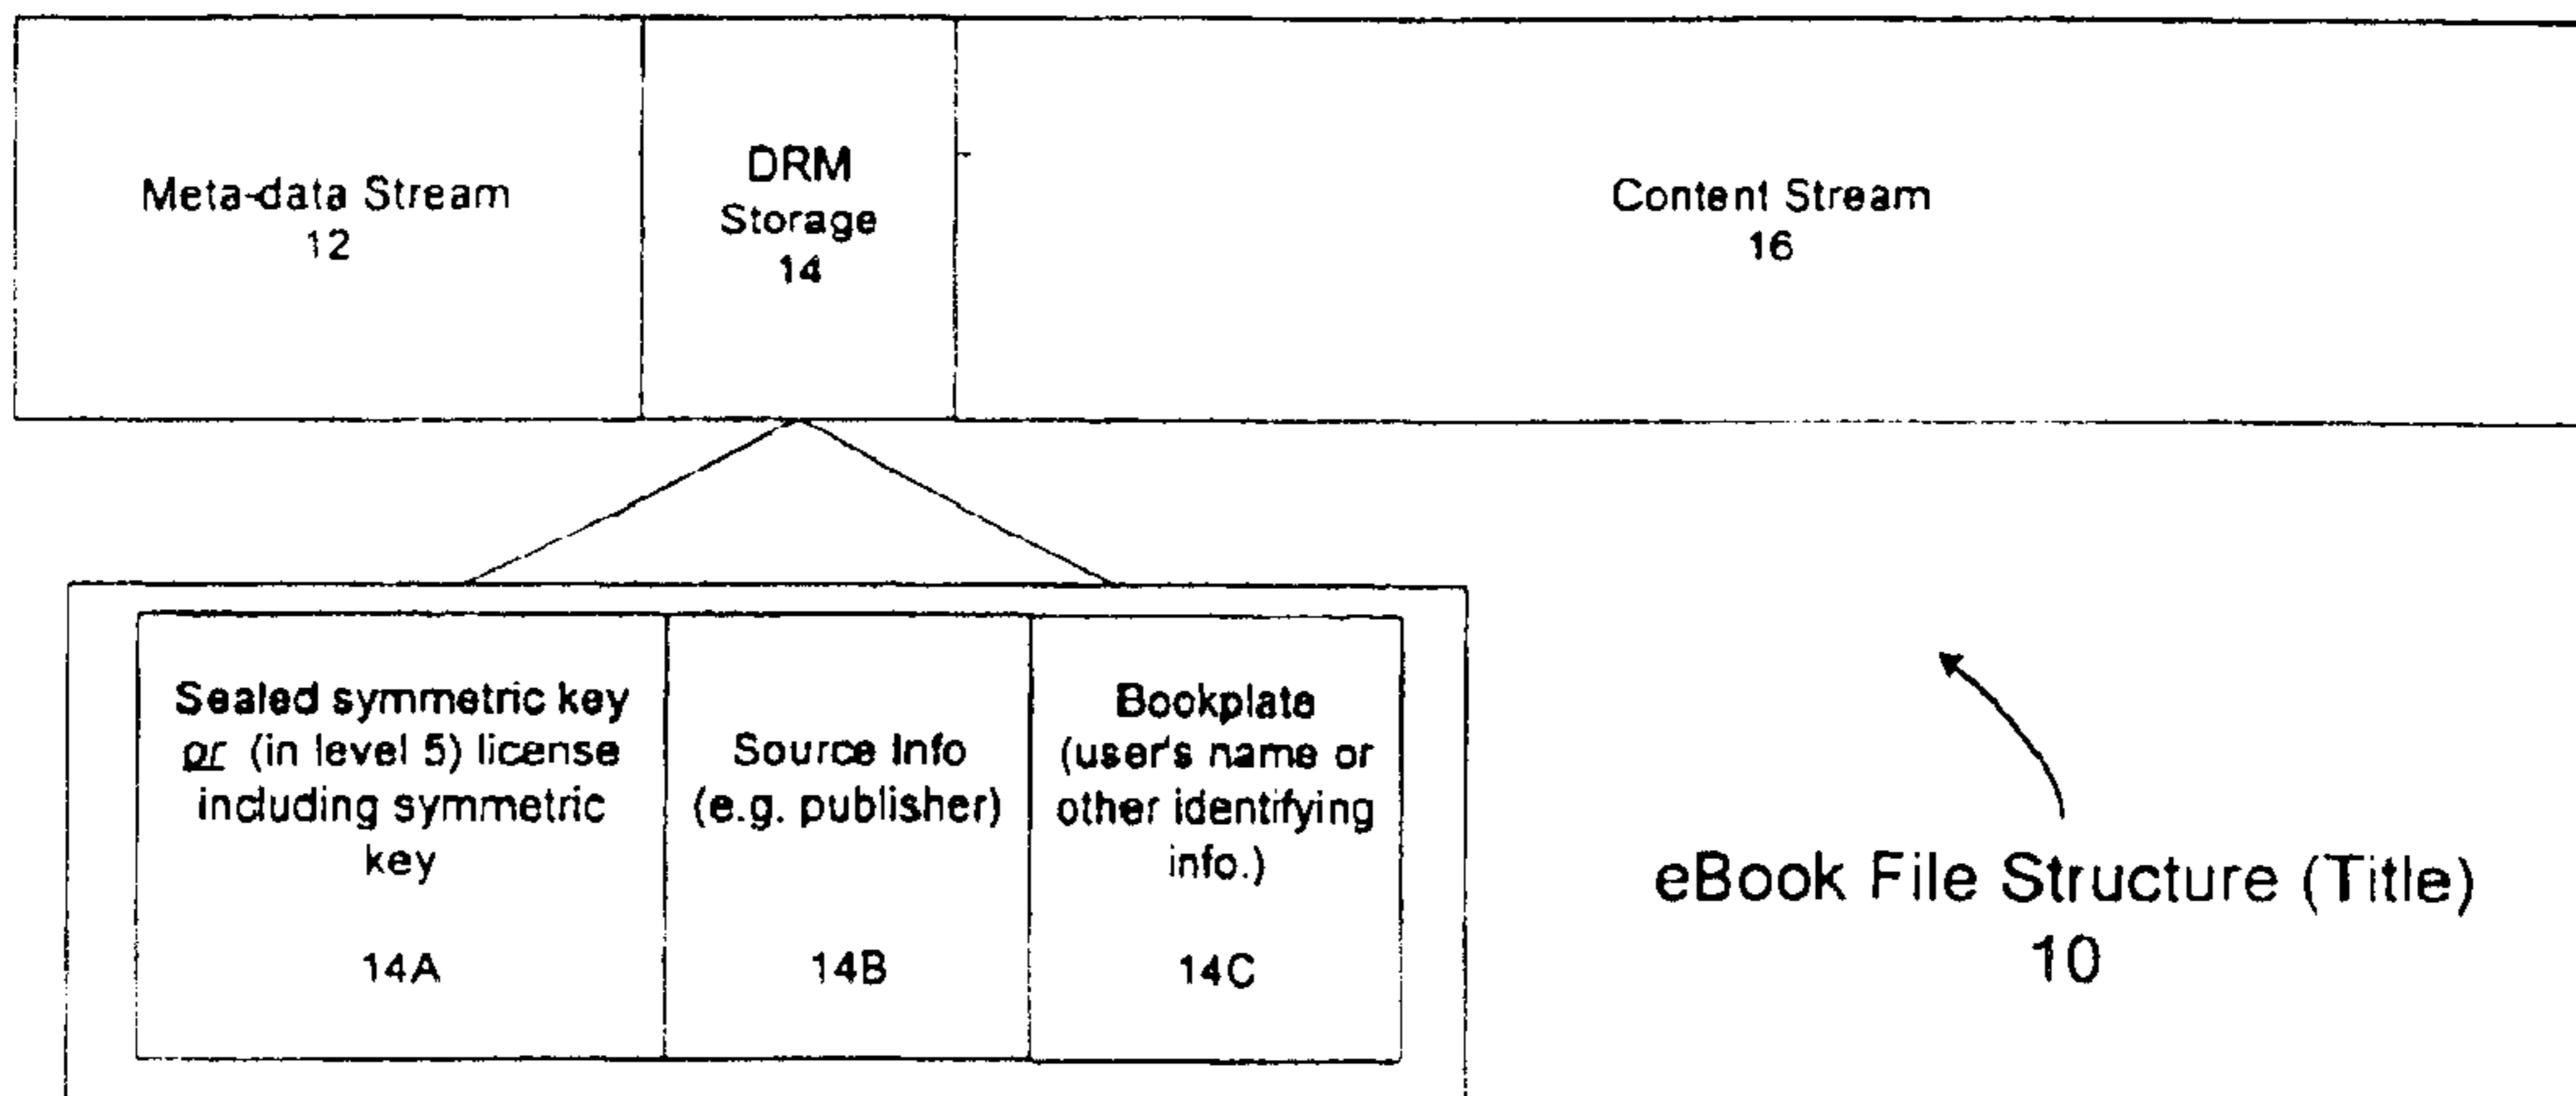 Meta-data Stream
12
DRM
Storage
14
Content Stream
16
Sealed symmetric key
or (in level 5) license
including symmetric
key
14A
Source Info
(e.g. publisher)
14B
Bookplate
(user's name or
other identifying
info.)
14C
eBook File Structure (Title)
10